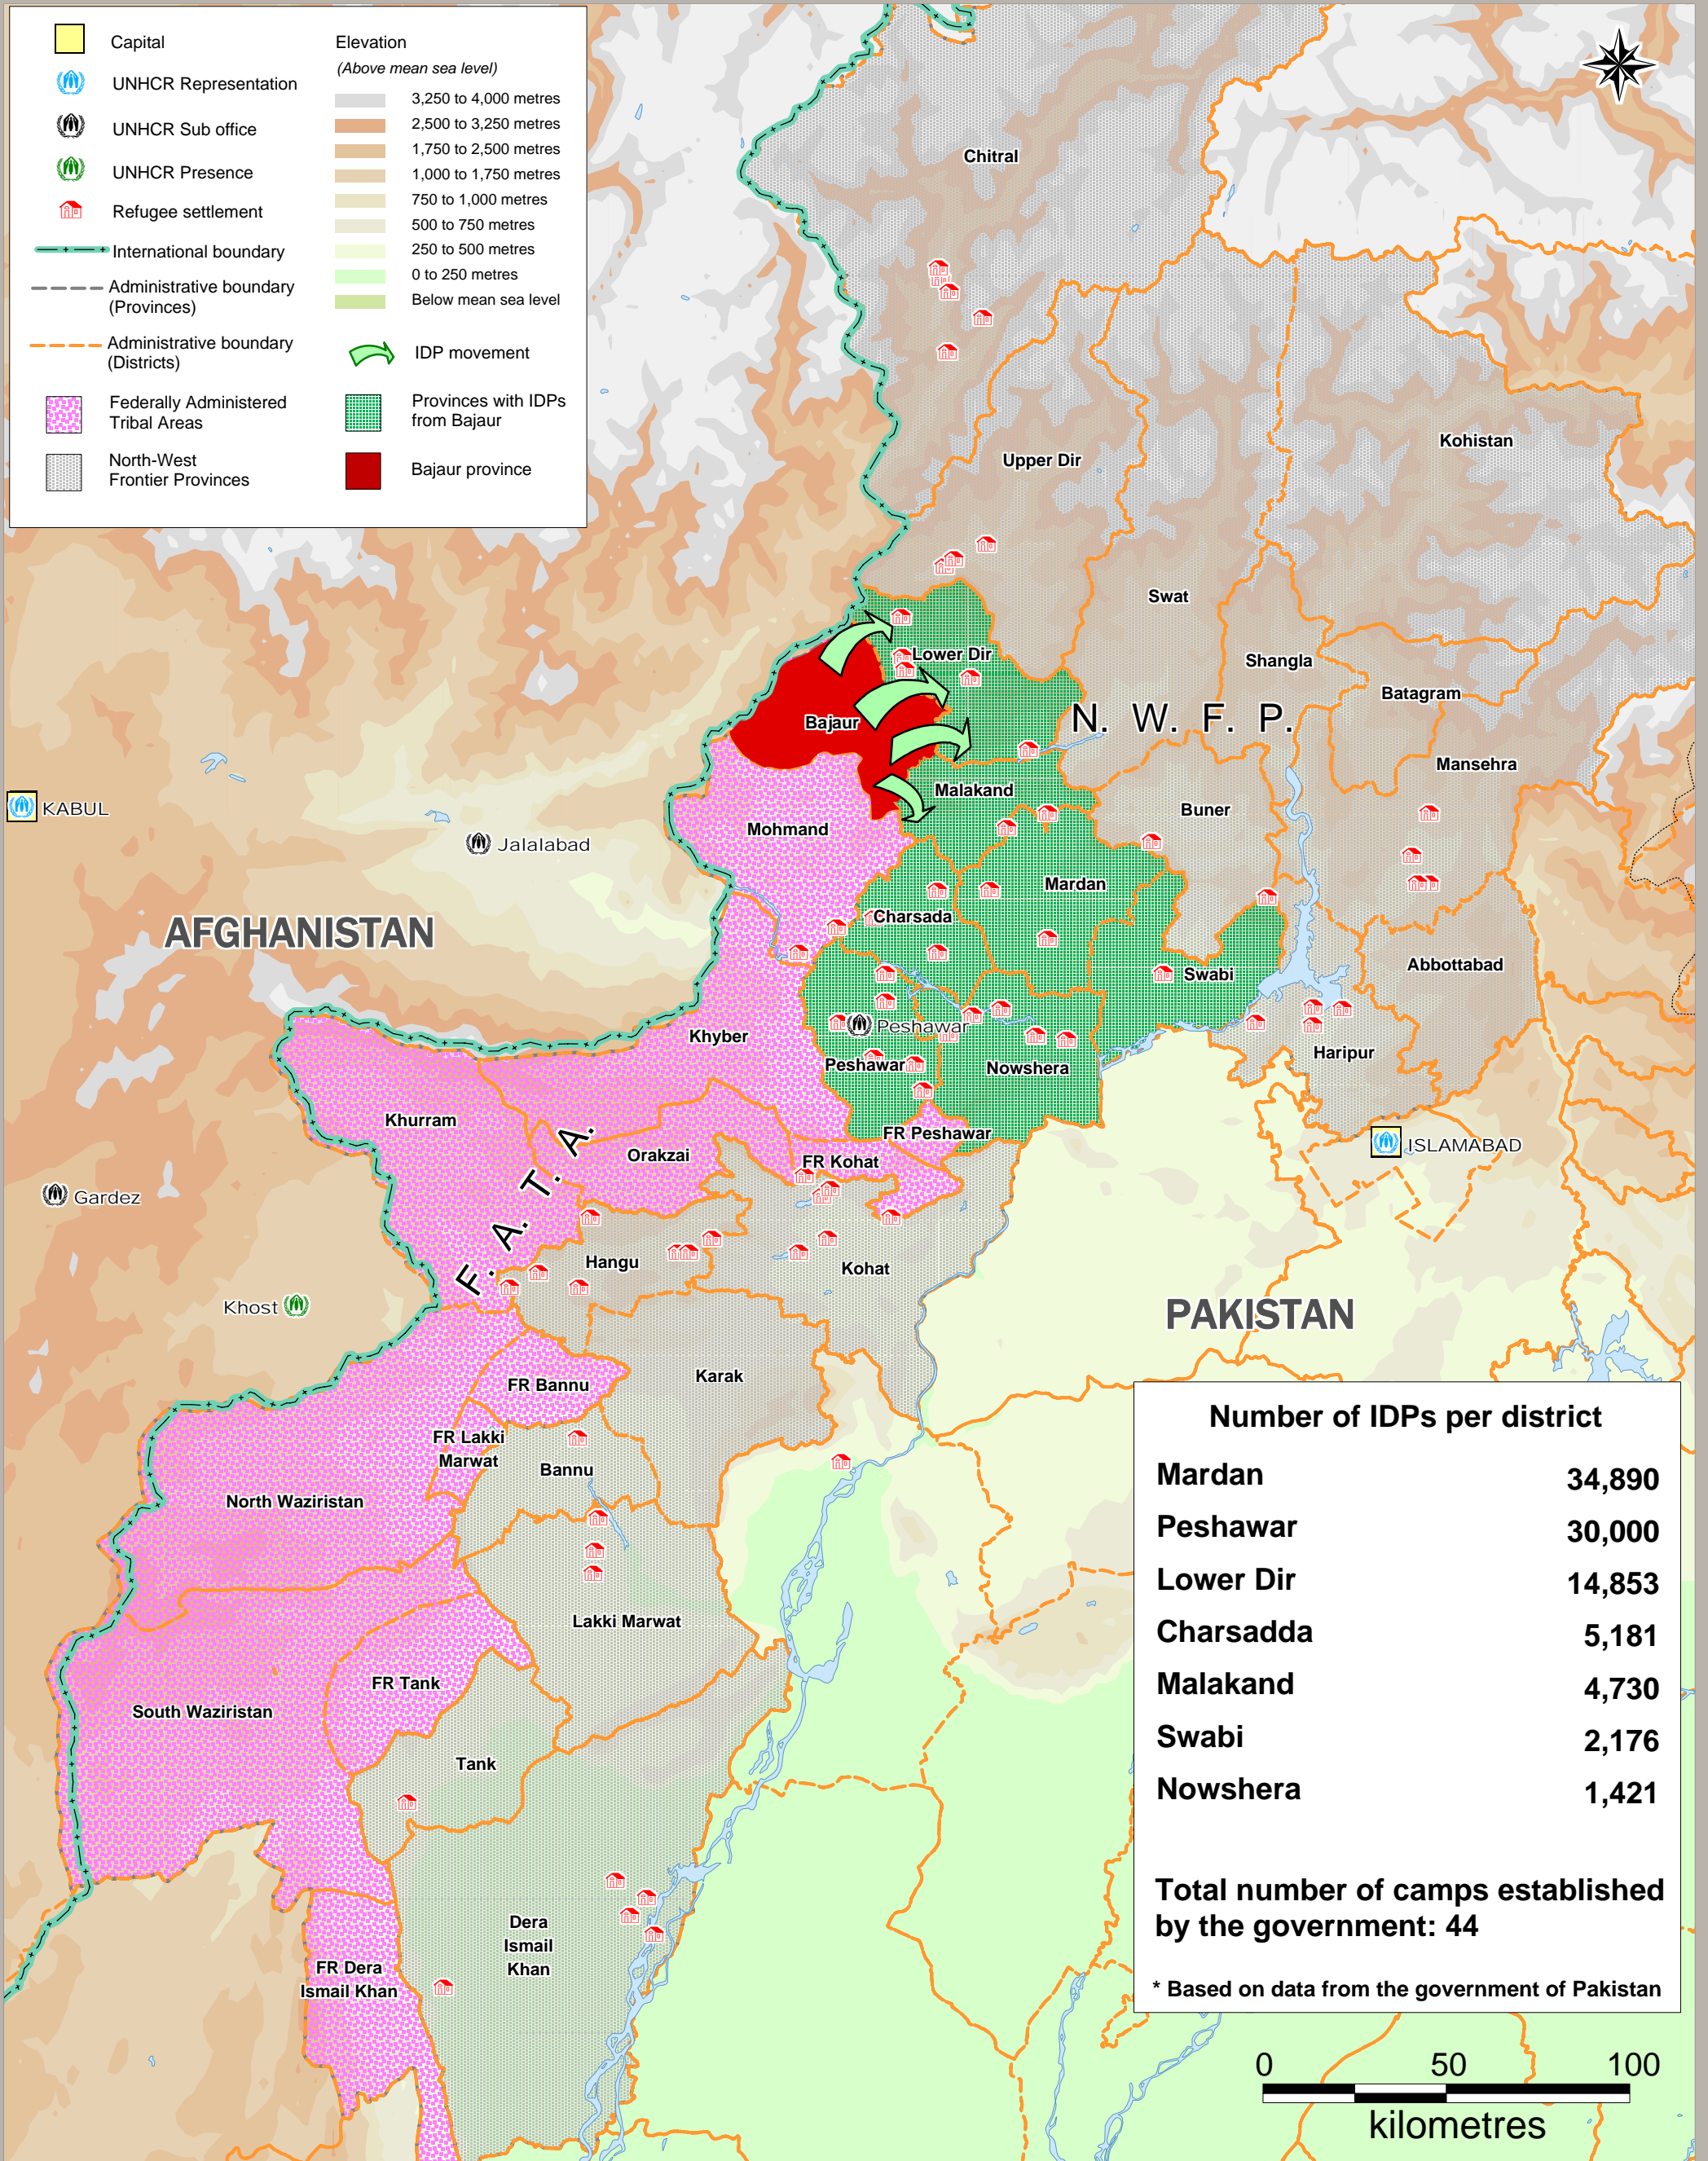 Capital
UNHCR Representation
UNHCR Sub office
UNHCR Presence
Refugee settlement
International boundary
Administrative boundary
(Provinces)
Administrative boundary
(Districts)
Federally Administered
Tribal Areas
North-West
Frontier Provinces
Elevation
(Above mean sea level)
3,250 to 4,000 metres
2,500 to 3,250 metres
1,750 to 2,500 metres
1,000 to 1,750 metres
750 to 1,000 metres
500 to 750 metres
250 to 500 metres
0 to 250 metres
Below mean sea level
IDP movement
Provinces with IDPs
from Bajaur
Bajaur province
Chitral
Kohistan
Upper Dir
Swat
Lower Dir
Shangla
Batagram
Bajaur
N. W. F. P.
Mansehra
Malakand
KABUL
Buner
Mohmand
Jalalabad
Mardan
Charsada
AFGHANISTAN
Abbottabad
Swabi
Peshawar
Khyber
Haripur
Peshawar
Nowshera
Khurram
FR Peshawar
ISLAMABAD
Orakzai
FR Kohat
F. A. T. A.
Gardez
Hangu
Kohat
Khost
PAKISTAN
Karak
FR Bannu
FR Lakki
Marwat
Bannu
North Waziristan
Lakki Marwat
FR Tank
South Waziristan
Tank
Dera
Ismail
Khan
FR Dera
Ismail Khan
Number of IDPs per district
Mardan 34,890
Peshawar 30,000
Lower Dir 14,853
Charsadda 5,181
Malakand 4,730
Swabi 2,176
Nowshera 1,421
Total number of camps established
by the government: 44
* Based on data from the government of Pakistan
0 50 100
kilometres